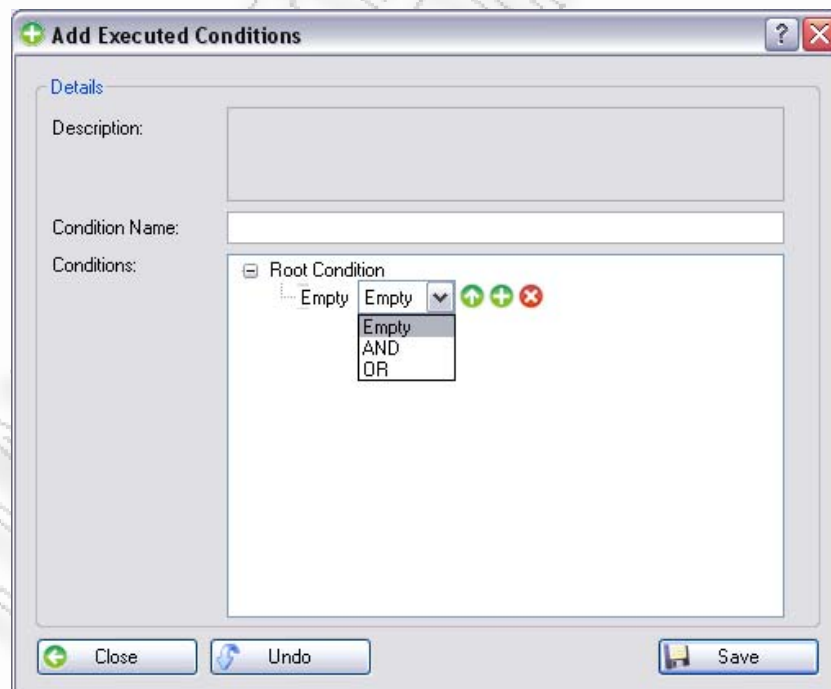 Add Executed Conditions
?
Details
Description:
Condition Name:
Conditions:
Root Condition
Empty Empty
Empty
AND
OR
Close
Undo
Save